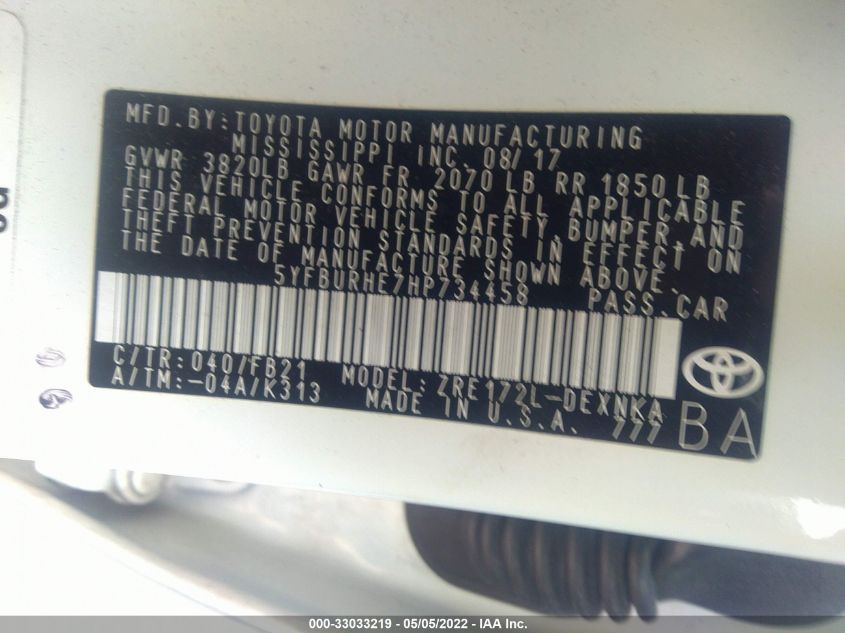 MFD.BY:TOYOTA MOTOR MANUFACTURING
MISSISSIPPI INC. 08/17
GVWR 3820LB GAWR FR 2070 LB RR 1850 LB
THIS VEHICLE CONFORMS TO ALL APPLICABLE
FEDERAL MOTOR VEHICLE SAFETY, BUMPER, AND
THEFT PREVENTION STANDARDS IN EFFECT ON
THE DATE OF MANUFACTURE SHOWN ABOVE.
5YFBURHE7HP734458 PASS.CAR
C/TR:040/FB21 MODEL:ZRE172L-DEXNKA
A/TM:-04A/K313 MADE IN U.S.A. 777 BA
000-33033219 - 05/05/2022 - IAA Inc.